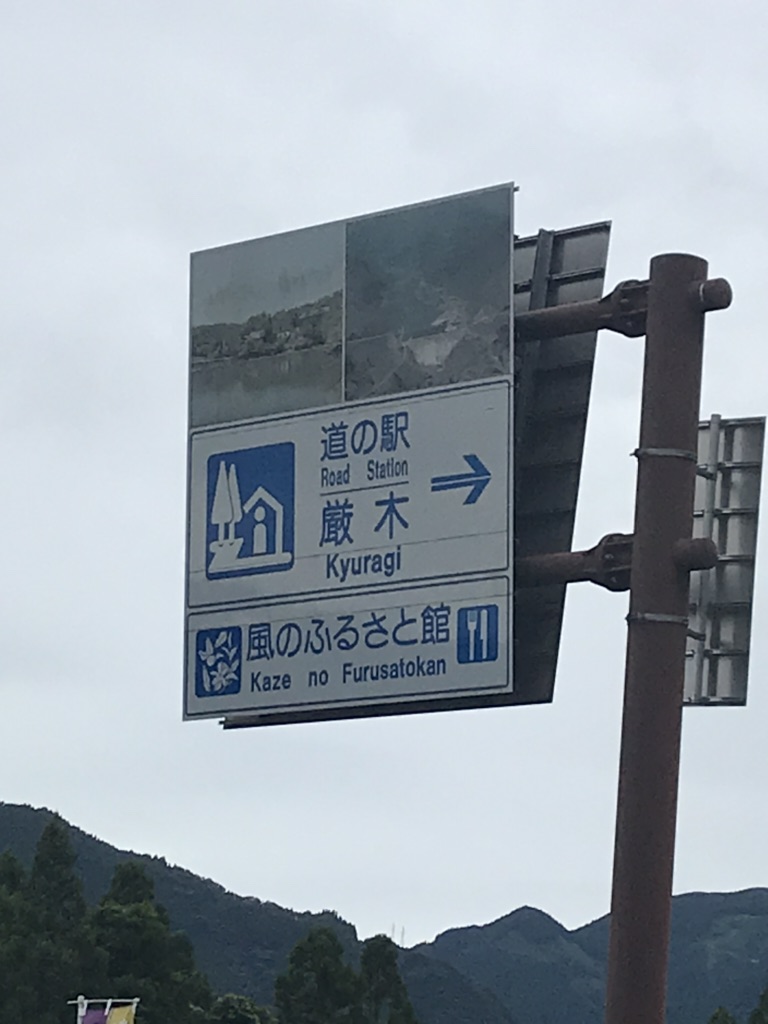 道の駅
Road Station
厳木
Kyuragi
風のふるさと館
Kaze no Furusatokan